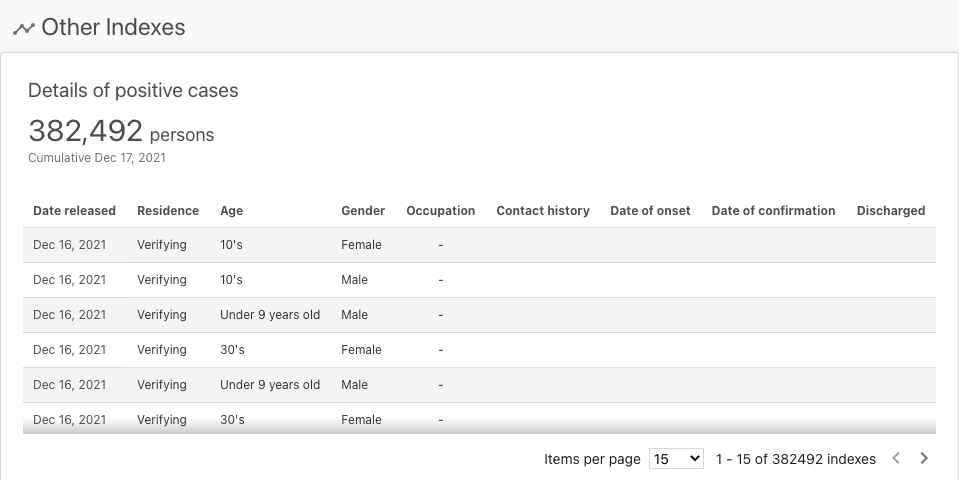 Other Indexes
Details of positive cases
382,492 persons
Cumulative Dec 17, 2021
Date released Residence Age Gender Occupation Contact history Date of onset Date of confirmation Discharged
Dec 16, 2021 Verifying 10's Female -
Dec 16, 2021 Verifying 10's Male -
Dec 16, 2021 Verifying Under 9 years old Male -
Dec 16, 2021 Verifying 30's Female -
Dec 16, 2021 Verifying Under 9 years old Male -
Dec 16, 2021 Verifying 30's Female -
Items per page 15 1 - 15 of 382492 indexes